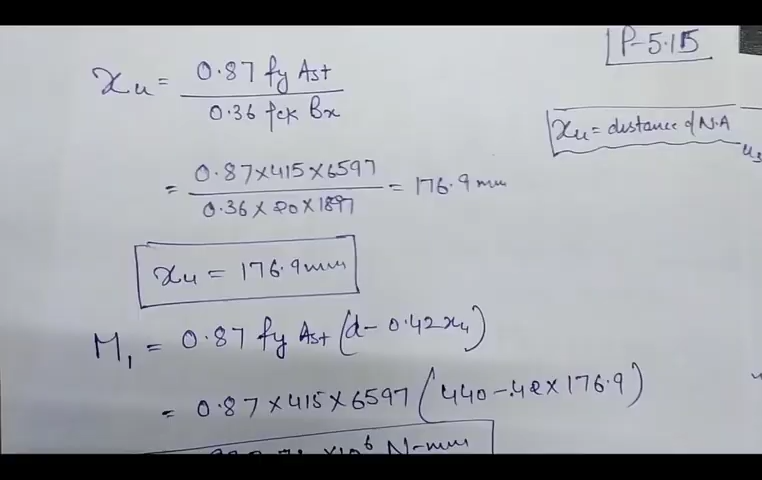 P-5.15
xu = 0.87 fy Ast / 0.36 fck bx
xu = distance of N.A
= 0.87×415×6597 / 0.36×20×1897 = 176.9 mm
xu = 176.9mm
M1 = 0.87 fy Ast (d - 0.42xu)
= 0.87×415×6597 (440-.42×176.9)
×10⁶ N-mm